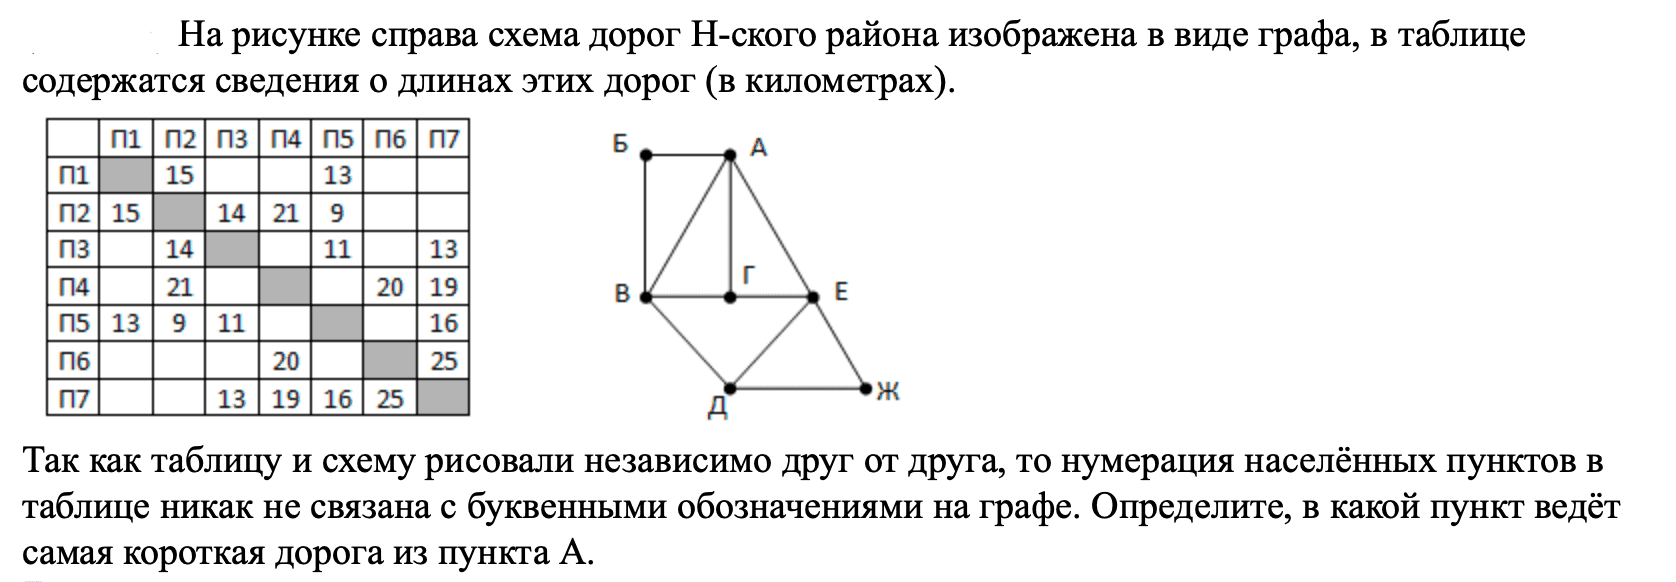 На рисунке справа схема дорог Н-ского района изображена в виде графа, в таблице
содержатся сведения о длинах этих дорог (в километрах).
П1 П2 П3 П4 П5 П6 П7
П1 15 13
П2 15 14 21 9
П3 14 11 13
П4 21 20 19
П5 13 9 11 16
П6 20 25
П7 13 19 16 25
Б А
В Г Е
Д Ж
Так как таблицу и схему рисовали независимо друг от друга, то нумерация населённых пунктов в
таблице никак не связана с буквенными обозначениями на графе. Определите, в какой пункт ведёт
самая короткая дорога из пункта А.